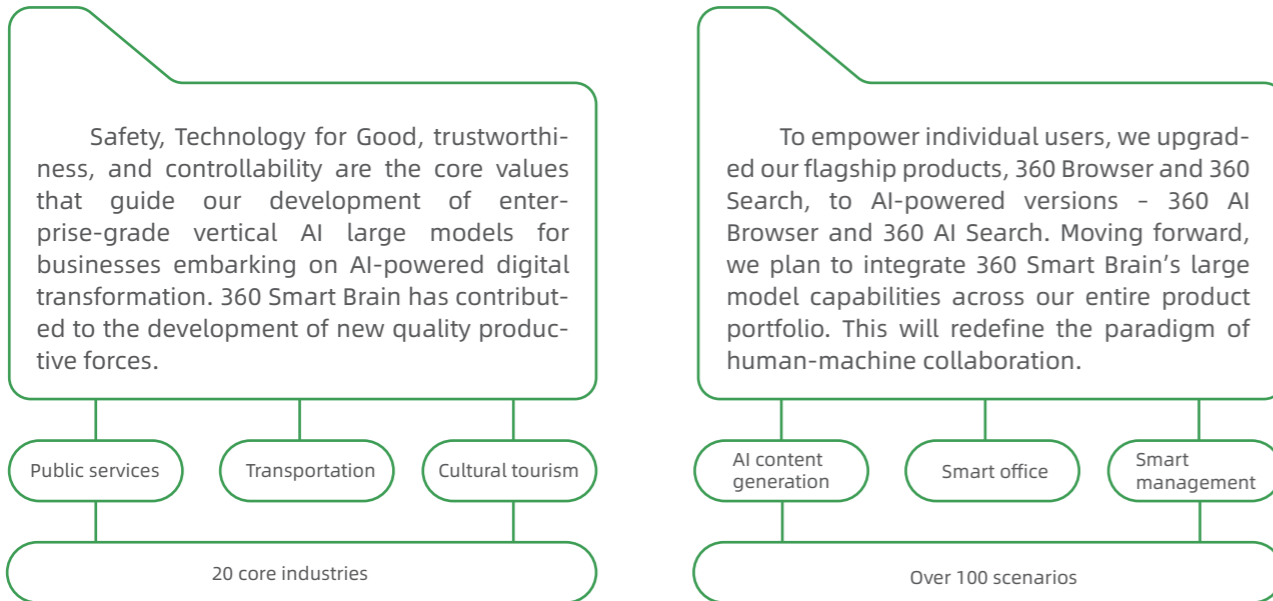 Safety, Technology for Good, trustworthi-
ness, and controllability are the core values
that guide our development of enter-
prise-grade vertical AI large models for
businesses embarking on AI-powered digital
transformation. 360 Smart Brain has contribut-
ed to the development of new quality produc-
tive forces.
Public services
Transportation
Cultural tourism
20 core industries
To empower individual users, we upgrad-
ed our flagship products, 360 Browser and 360
Search, to AI-powered versions – 360 AI
Browser and 360 AI Search. Moving forward,
we plan to integrate 360 Smart Brain’s large
model capabilities across our entire product
portfolio. This will redefine the paradigm of
human-machine collaboration.
AI content
generation
Smart office
Smart
management
Over 100 scenarios